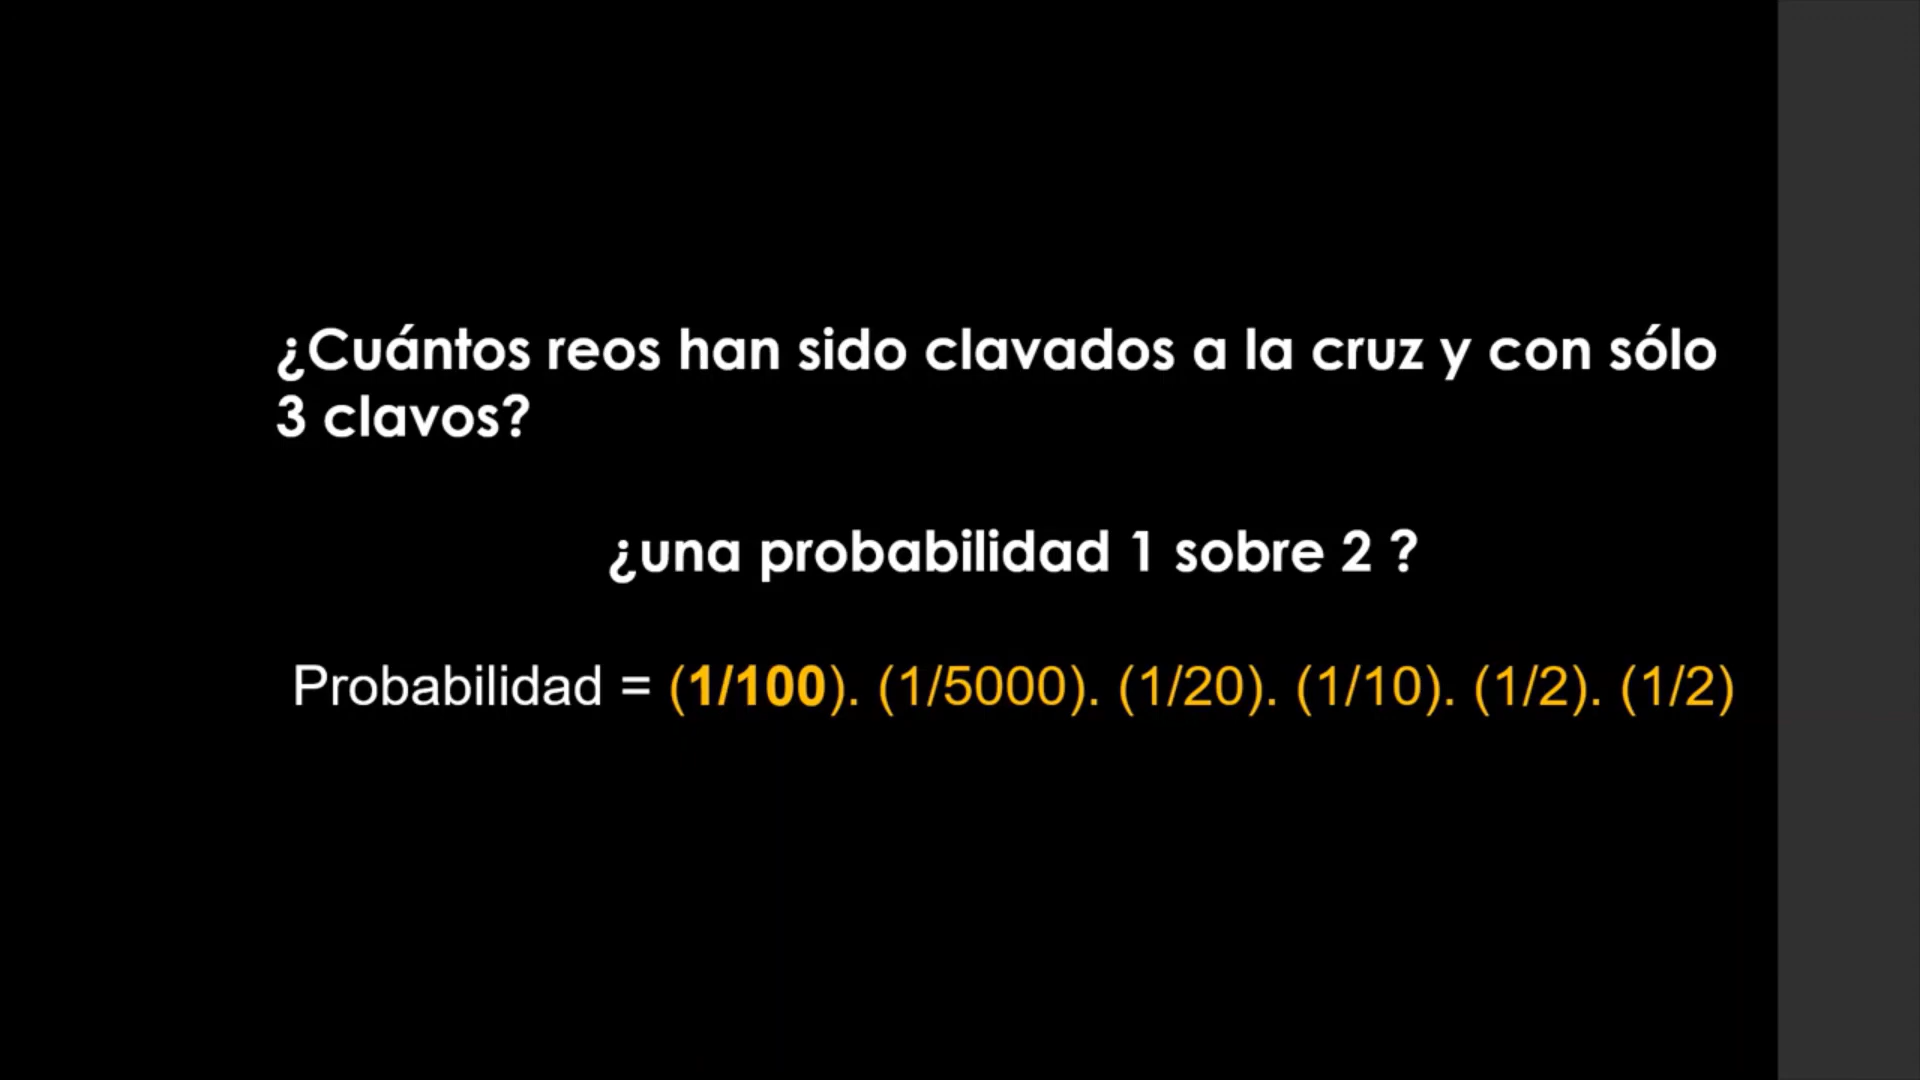 ¿Cuántos reos han sido clavados a la cruz y con sólo
3 clavos?
¿una probabilidad 1 sobre 2 ?
Probabilidad = (1/100). (1/5000). (1/20). (1/10). (1/2). (1/2)